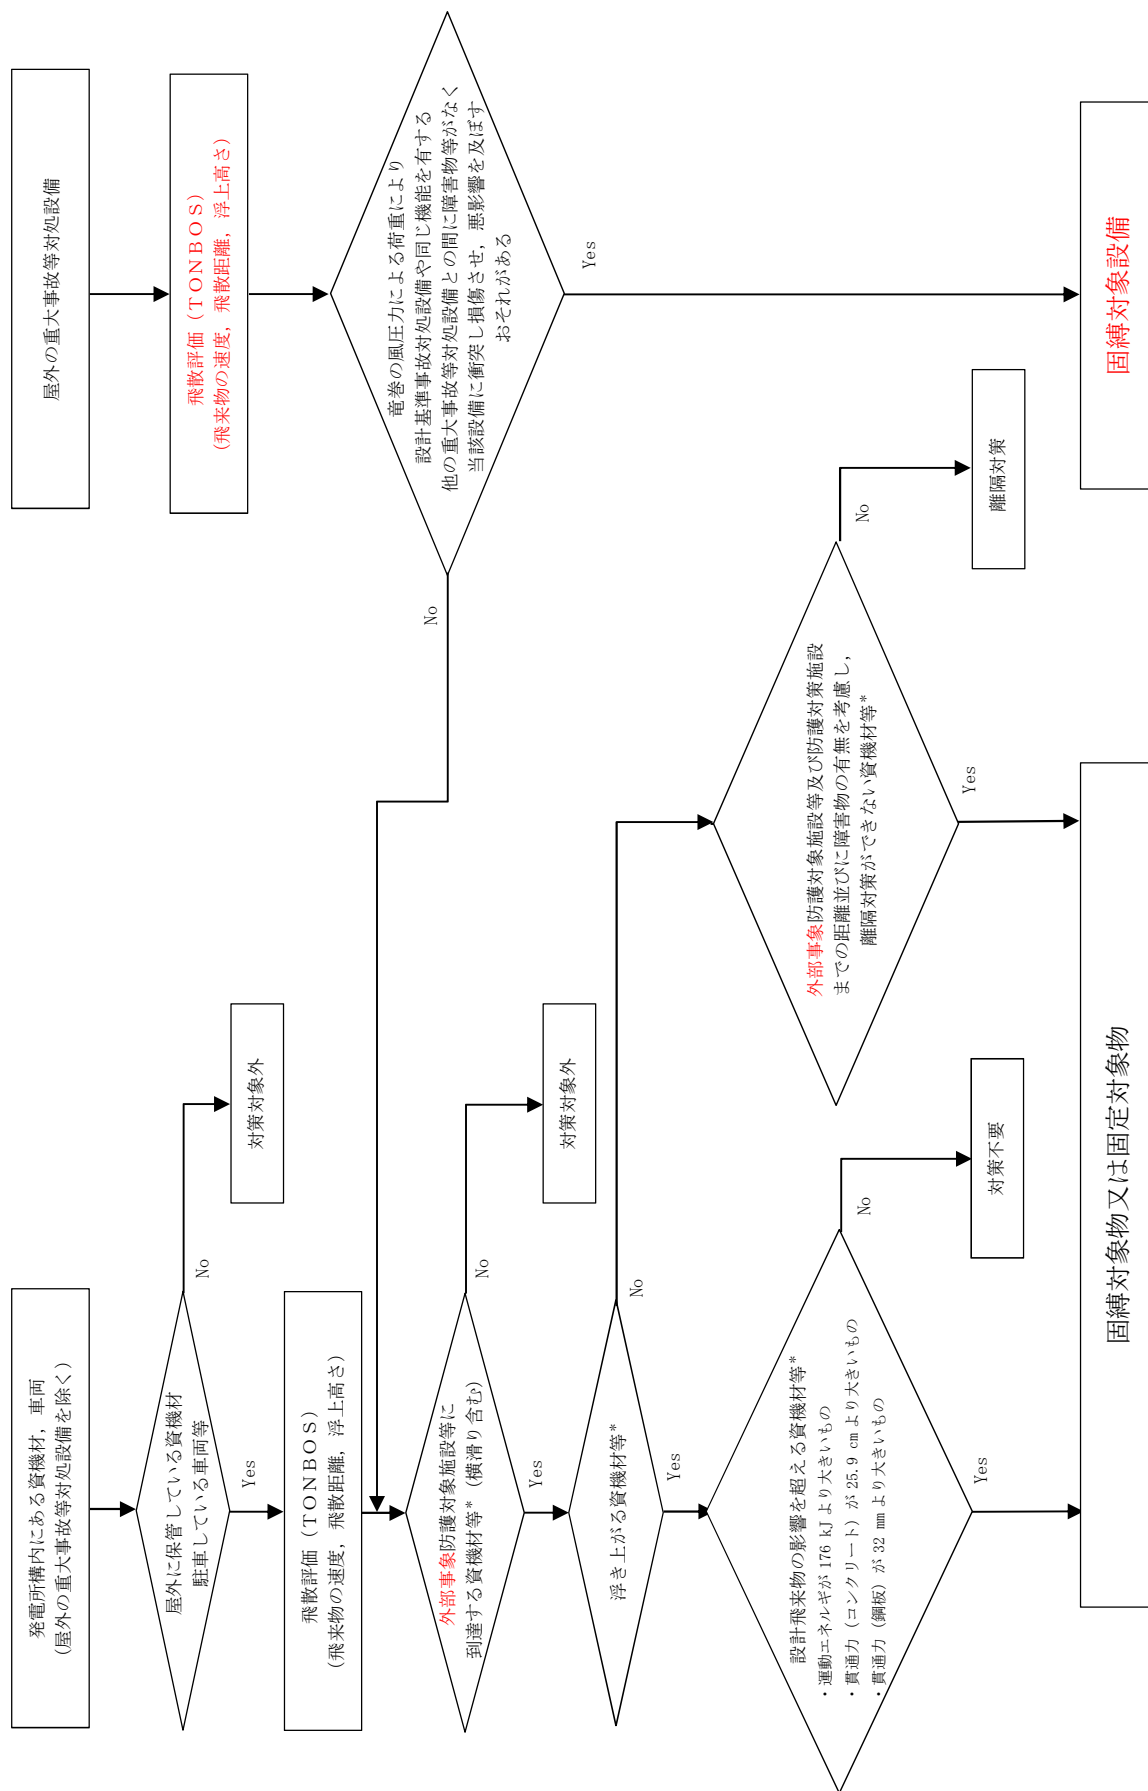 発電所構内にある資機材，車両
(屋外の重大事故等対処設備を除く)
屋外に保管している資機材
駐車している車両等
No
対策対象外
Yes
飛散評価（ＴＯＮＢＯＳ）
(飛来物の速度，飛散距離，浮上高さ)
外部事象防護対象施設等に
到達する資機材等*（横滑り含む）
No
対策対象外
Yes
浮き上がる資機材等*
No
Yes
設計飛来物の影響を超える資機材等*
・運動エネルギが 176 kJ より大きいもの
・貫通力（コンクリート）が 25.9 cm より大きいもの
・貫通力（鋼板）が 32 mm より大きいもの
No
対策不要
Yes
外部事象防護対象施設等及び防護対策施設
までの距離並びに障害物の有無を考慮し，
離隔対策ができない資機材等*
No
離隔対策
Yes
固縛対象物又は固定対象物
屋外の重大事故等対処設備
飛散評価（ＴＯＮＢＯＳ）
(飛来物の速度，飛散距離，浮上高さ)
竜巻の風圧力による荷重により
設計基準事故対処設備や同じ機能を有する
他の重大事故等対処設備との間に障害物等がなく
当該設備に衝突し損傷させ，悪影響を及ぼす
おそれがある
No
Yes
固縛対象設備